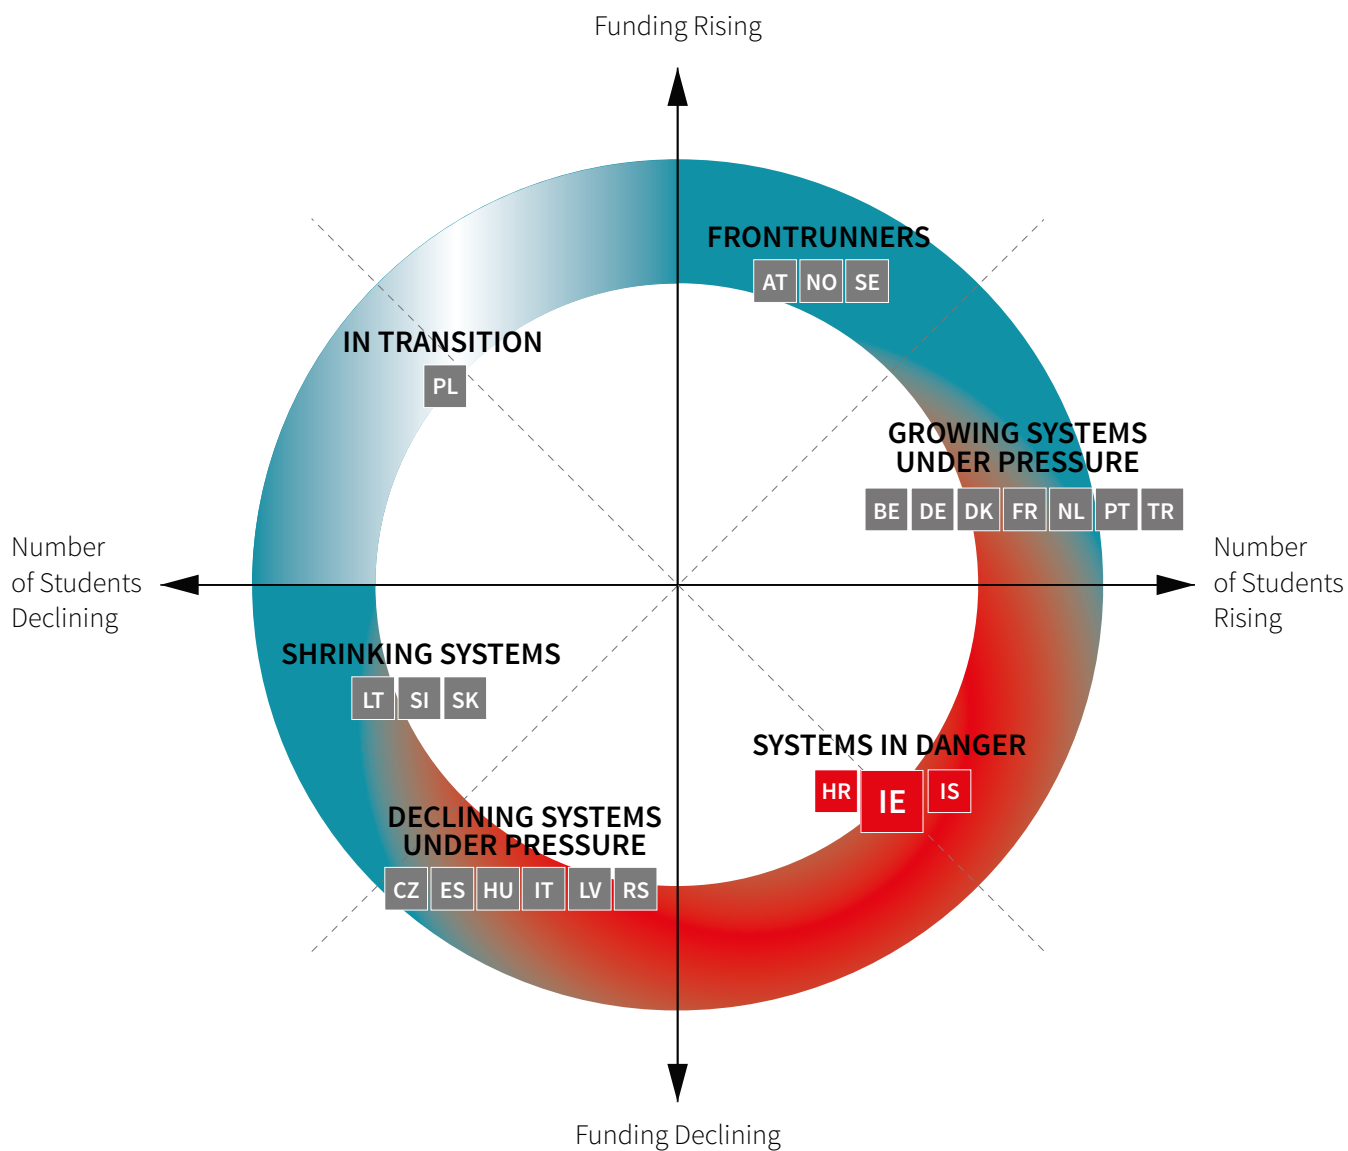 Funding Rising
FRONTRUNNERS
AT NO SE
IN TRANSITION
PL
GROWING SYSTEMS
UNDER PRESSURE
BE DE DK FR NL PT TR
Number
of Students
Declining
Number
of Students
Rising
SHRINKING SYSTEMS
LT SI SK
SYSTEMS IN DANGER
HR IE IS
DECLINING SYSTEMS
UNDER PRESSURE
CZ ES HU IT LV RS
Funding Declining